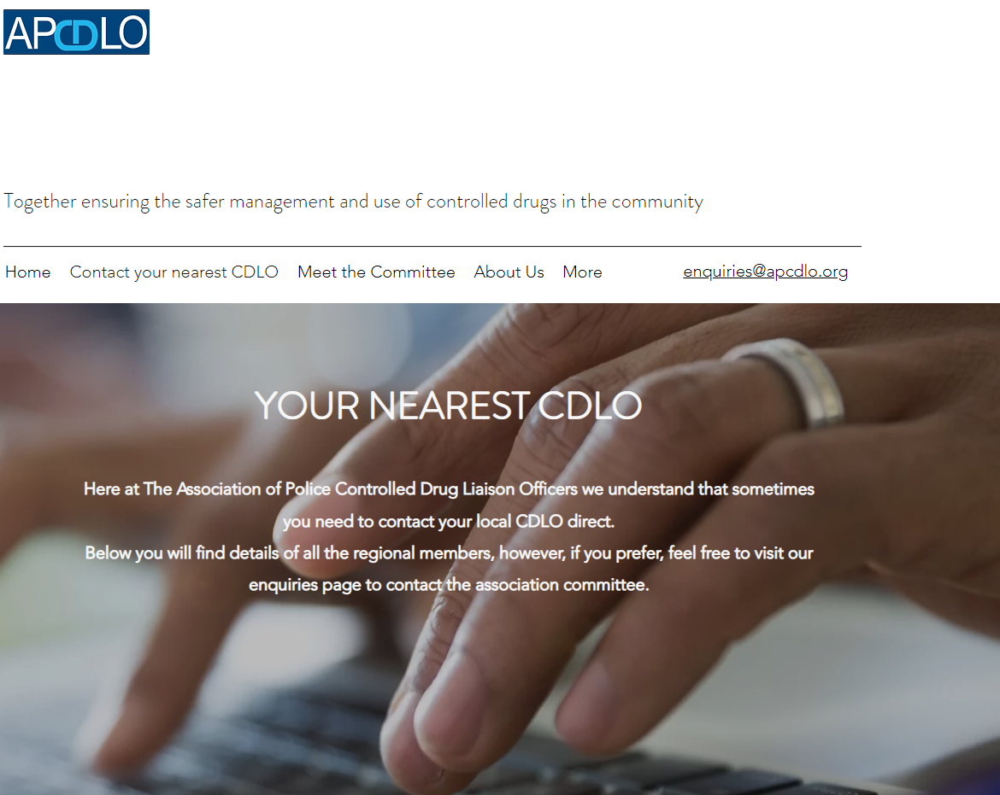 APCDLO
Together ensuring the safer management and use of controlled drugs in the community
Home Contact your nearest CDLO Meet the Committee About Us More enquiries@apcdlo.org
YOUR NEAREST CDLO
Here at The Association of Police Controlled Drug Liaison Officers we understand that sometimes
you need to contact your local CDLO direct.
Below you will find details of all the regional members, however, if you prefer, feel free to visit our
enquiries page to contact the association committee.